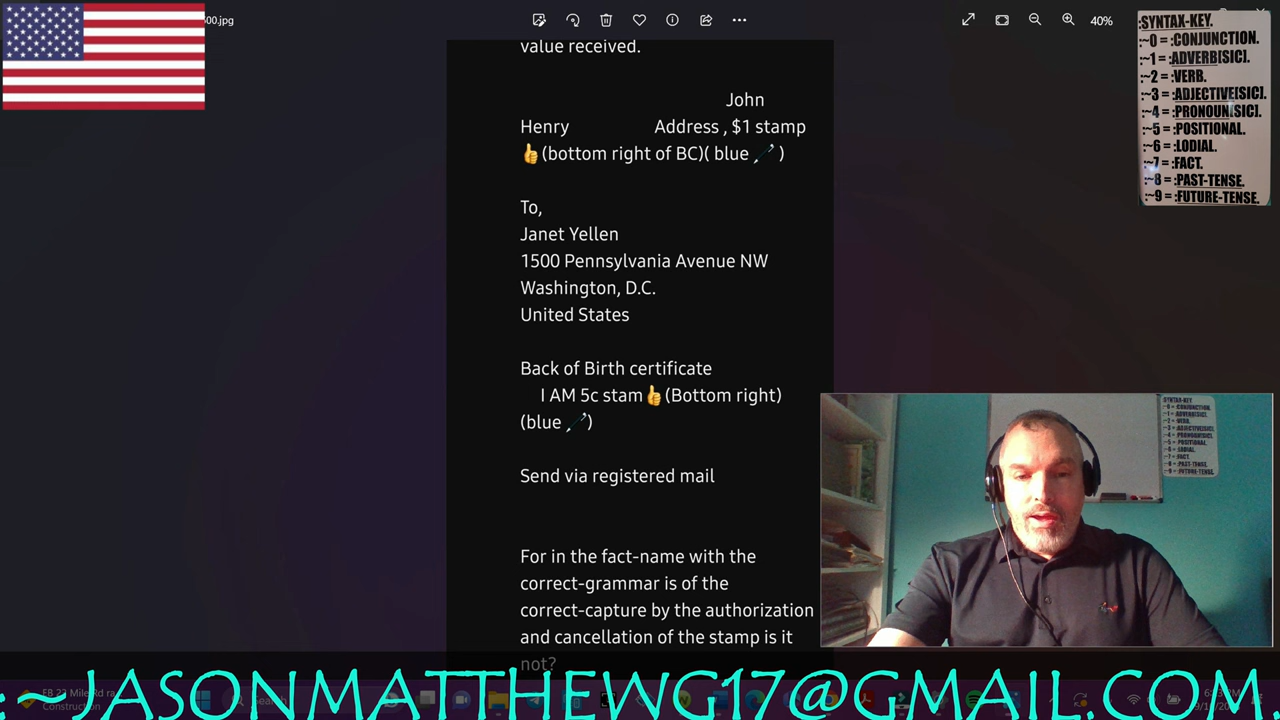 00.jpg
40%
value received.
John
Henry Address , $1 stamp
👍(bottom right of BC)( blue 🖊 )
To,
Janet Yellen
1500 Pennsylvania Avenue NW
Washington, D.C.
United States
Back of Birth certificate
I AM 5c stam👍(Bottom right)
(blue 🖊)
Send via registered mail
For in the fact-name with the
correct-grammar is of the
correct-capture by the authorization
and cancellation of the stamp is it
not?
:SYNTAX-KEY.
:~0 = :CONJUNCTION.
:~1 = :ADVERB[SIC].
:~2 = :VERB.
:~3 = :ADJECTIVE[SIC].
:~4 = :PRONOUN[SIC].
:~5 = :POSITIONAL.
:~6 = :LODIAL.
:~7 = :FACT.
:~8 = :PAST-TENSE.
:~9 = :FUTURE-TENSE.
:~JASONMATTHEWG17@GMAIL.COM.
Construction